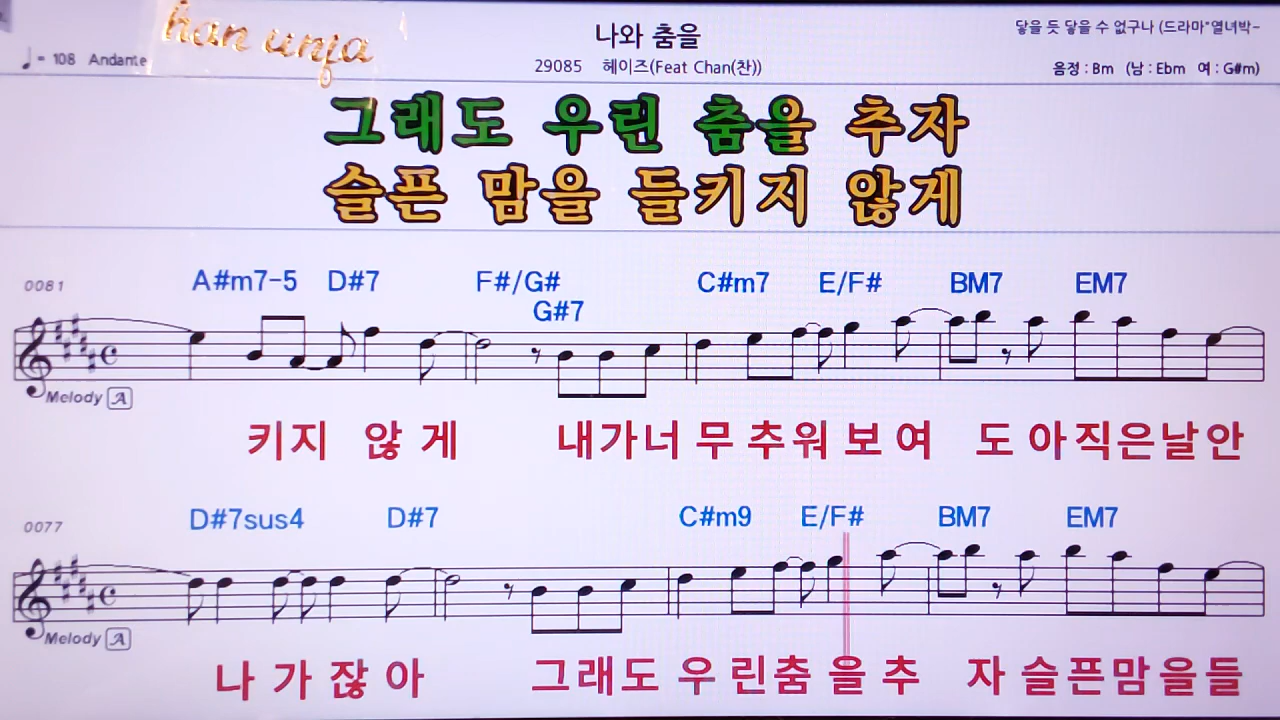 han unja
나와 춤을
닿을 듯 닿을 수 없구나 (드라마"열녀박-
♩= 108 Andante
29085 헤이즈(Feat Chan(찬))
음정 : Bm (남 : Ebm 여 : G#m)
그래도 우린 춤을 추자
슬픈 맘을 들키지 않게
0081 A#m7-5 D#7 F#/G# C#m7 E/F# BM7 EM7
G#7
Melody A
키지 않 게 내가너 무 추워 보 여 도 아직은날안
0077 D#7sus4 D#7 C#m9 E/F# BM7 EM7
Melody A
나 가 잖 아 그래도 우 린춤 을 추 자 슬픈맘을들